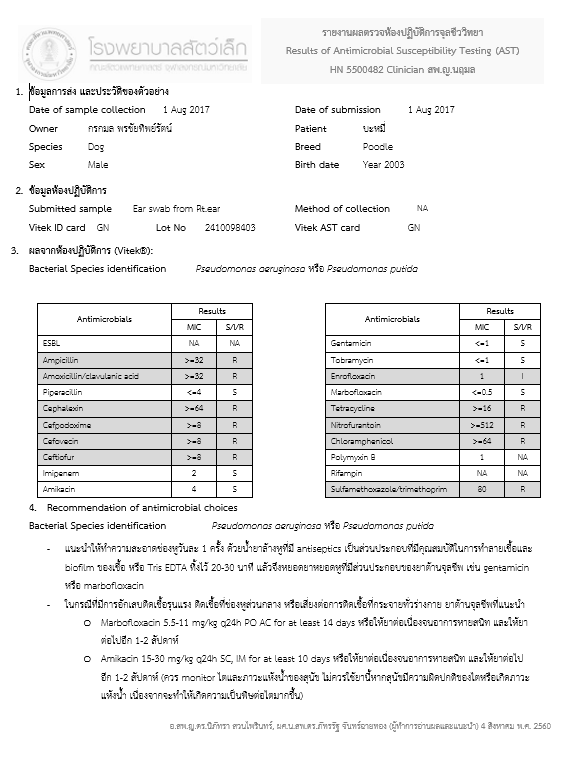 โรงพยาบาลสัตว์เล็ก
คณะสัตวแพทยศาสตร์ จุฬาลงกรณ์มหาวิทยาลัย
รายงานผลตรวจห้องปฏิบัติการจุลชีววิทยา
Results of Antimicrobial Susceptibility Testing (AST)
HN 5500482 Clinician สพ.ญ.นฤมล
1. ข้อมูลการส่ง และประวัติของตัวอย่าง
Date of sample collection 1 Aug 2017 Date of submission 1 Aug 2017
Owner กรกมล พรชัยทิพย์รัตน์ Patient บะหมี่
Species Dog Breed Poodle
Sex Male Birth date Year 2003
2. ข้อมูลห้องปฏิบัติการ
Submitted sample Ear swab from Rt.ear Method of collection NA
Vitek ID card GN Lot No 2410098403 Vitek AST card GN
3. ผลจากห้องปฏิบัติการ (Vitek®):
Bacterial Species identification Pseudomonas aeruginosa หรือ Pseudomonas putida
Antimicrobials Results
MIC S/I/R
ESBL NA NA
Ampicillin >=32 R
Amoxicillin/clavulanic acid >=32 R
Piperacillin <=4 S
Cephalexin >=64 R
Cefpodoxime >=8 R
Cefovecin >=8 R
Ceftiofur >=8 R
Imipenem 2 S
Amikacin 4 S
Antimicrobials Results
MIC S/I/R
Gentamicin <=1 S
Tobramycin <=1 S
Enrofloxacin 1 I
Marbofloxacin <=0.5 S
Tetracycline >=16 R
Nitrofurantoin >=512 R
Chloramphenicol >=64 R
Polymyxin B 1 NA
Rifampin NA NA
Sulfamethoxazole/trimethoprim 80 R
4. Recommendation of antimicrobial choices
Bacterial Species identification Pseudomonas aeruginosa หรือ Pseudomonas putida
- แนะนำให้ทำความสะอาดช่องหูวันละ 1 ครั้ง ด้วยน้ำยาล้างหูที่มี antiseptics เป็นส่วนประกอบที่มีคุณสมบัติในการทำลายเชื้อและ
biofilm ของเชื้อ หรือ Tris EDTA ทิ้งไว้ 20-30 นาที แล้วจึงหยอดยาหยอดหูที่มีส่วนประกอบของยาต้านจุลชีพ เช่น gentamicin
หรือ marbofloxacin
- ในกรณีที่มีการอักเสบติดเชื้อรุนแรง ติดเชื้อที่ช่องหูส่วนกลาง หรือเสี่ยงต่อการติดเชื้อที่กระจายทั่วร่างกาย ยาต้านจุลชีพที่แนะนำ
o Marbofloxacin 5.5-11 mg/kg q24h PO AC for at least 14 days หรือให้ยาต่อเนื่องจนอาการหายสนิท และให้ยา
ต่อไปอีก 1-2 สัปดาห์
o Amikacin 15-30 mg/kg q24h SC, IM for at least 10 days หรือให้ยาต่อเนื่องจนอาการหายสนิท และให้ยาต่อไป
อีก 1-2 สัปดาห์ (ควร monitor ไตและภาวะแห้งน้ำของสุนัข ไม่ควรใช้ยานี้หากสุนัขมีความผิดปกติของไตหรือเกิดภาวะ
แห้งน้ำ เนื่องจากจะทำให้เกิดความเป็นพิษต่อไตมากขึ้น)
อ.สพ.ญ.ดร.นิภัทรา สวนไพรินทร์, ผศ.น.สพ.ดร.ภัทรรัฐ จันทร์ฉายทอง (ผู้ทำการอ่านผลและแนะนำ) 4 สิงหาคม พ.ศ. 2560